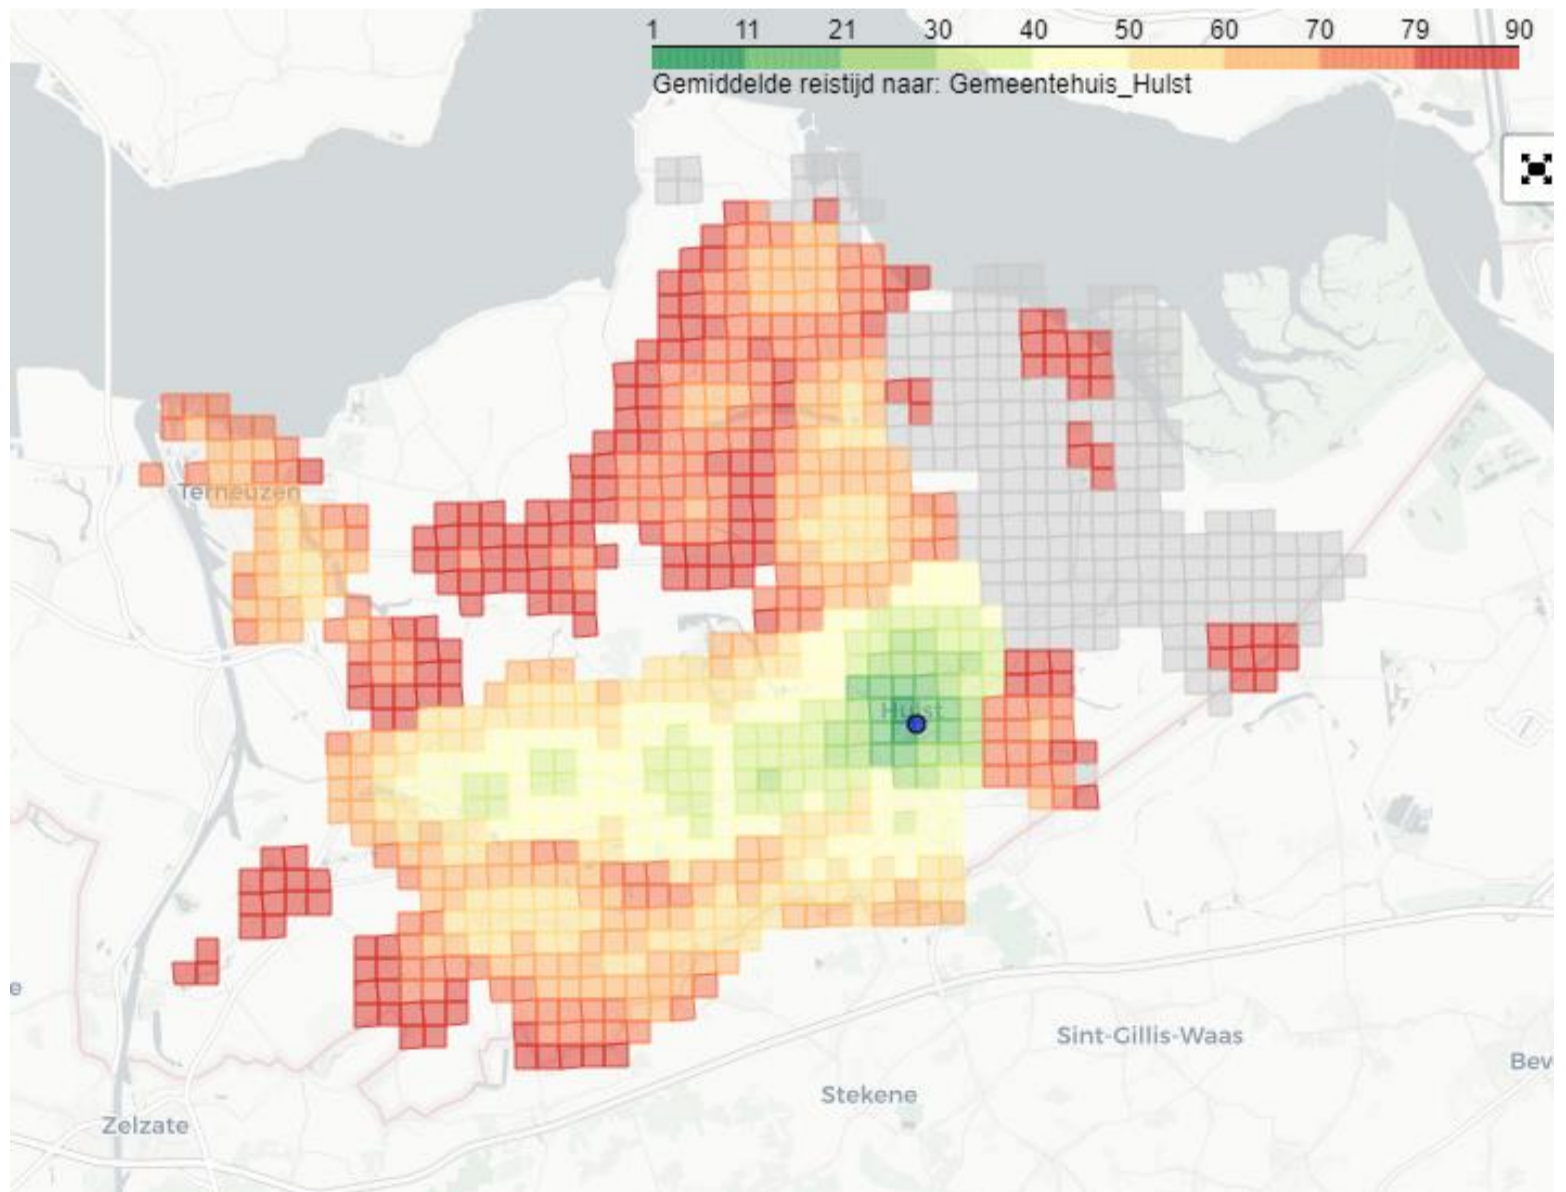 1 11 21 30 40 50 60 70 79 90
Gemiddelde reistijd naar: Gemeentehuis_Hulst
Terneuzen
Hulst
e
Sint-Gillis-Waas
Bev
Stekene
Zelzate